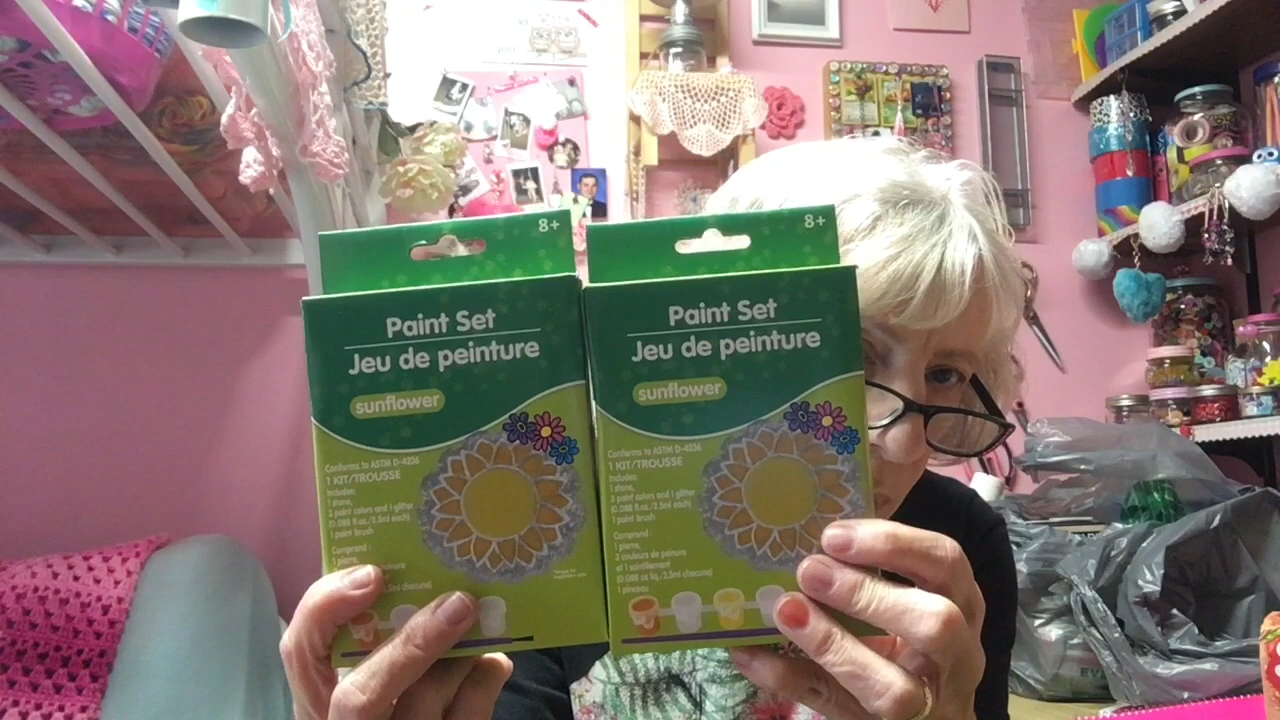 8+
Paint Set
Jeu de peinture
sunflower
Conforms to ASTM D-4236
1 KIT/TROUSSE
Includes:
1 stone,
3 paint colors and 1 glitter
(0.088 fl oz./2.5ml each)
1 paint brush
Comprend :
1 pierre,
8+
Paint Set
Jeu de peinture
sunflower
Conforms to ASTM D-4236
1 KIT/TROUSSE
Includes:
1 stone,
3 paint colors and 1 glitter
(0.088 fl oz./2.5ml each)
1 paint brush
Comprend :
1 pierre,
3 couleurs de peinture
et 1 scintillement
(0.088 oz liq./2.5ml chacune)
1 pinceau